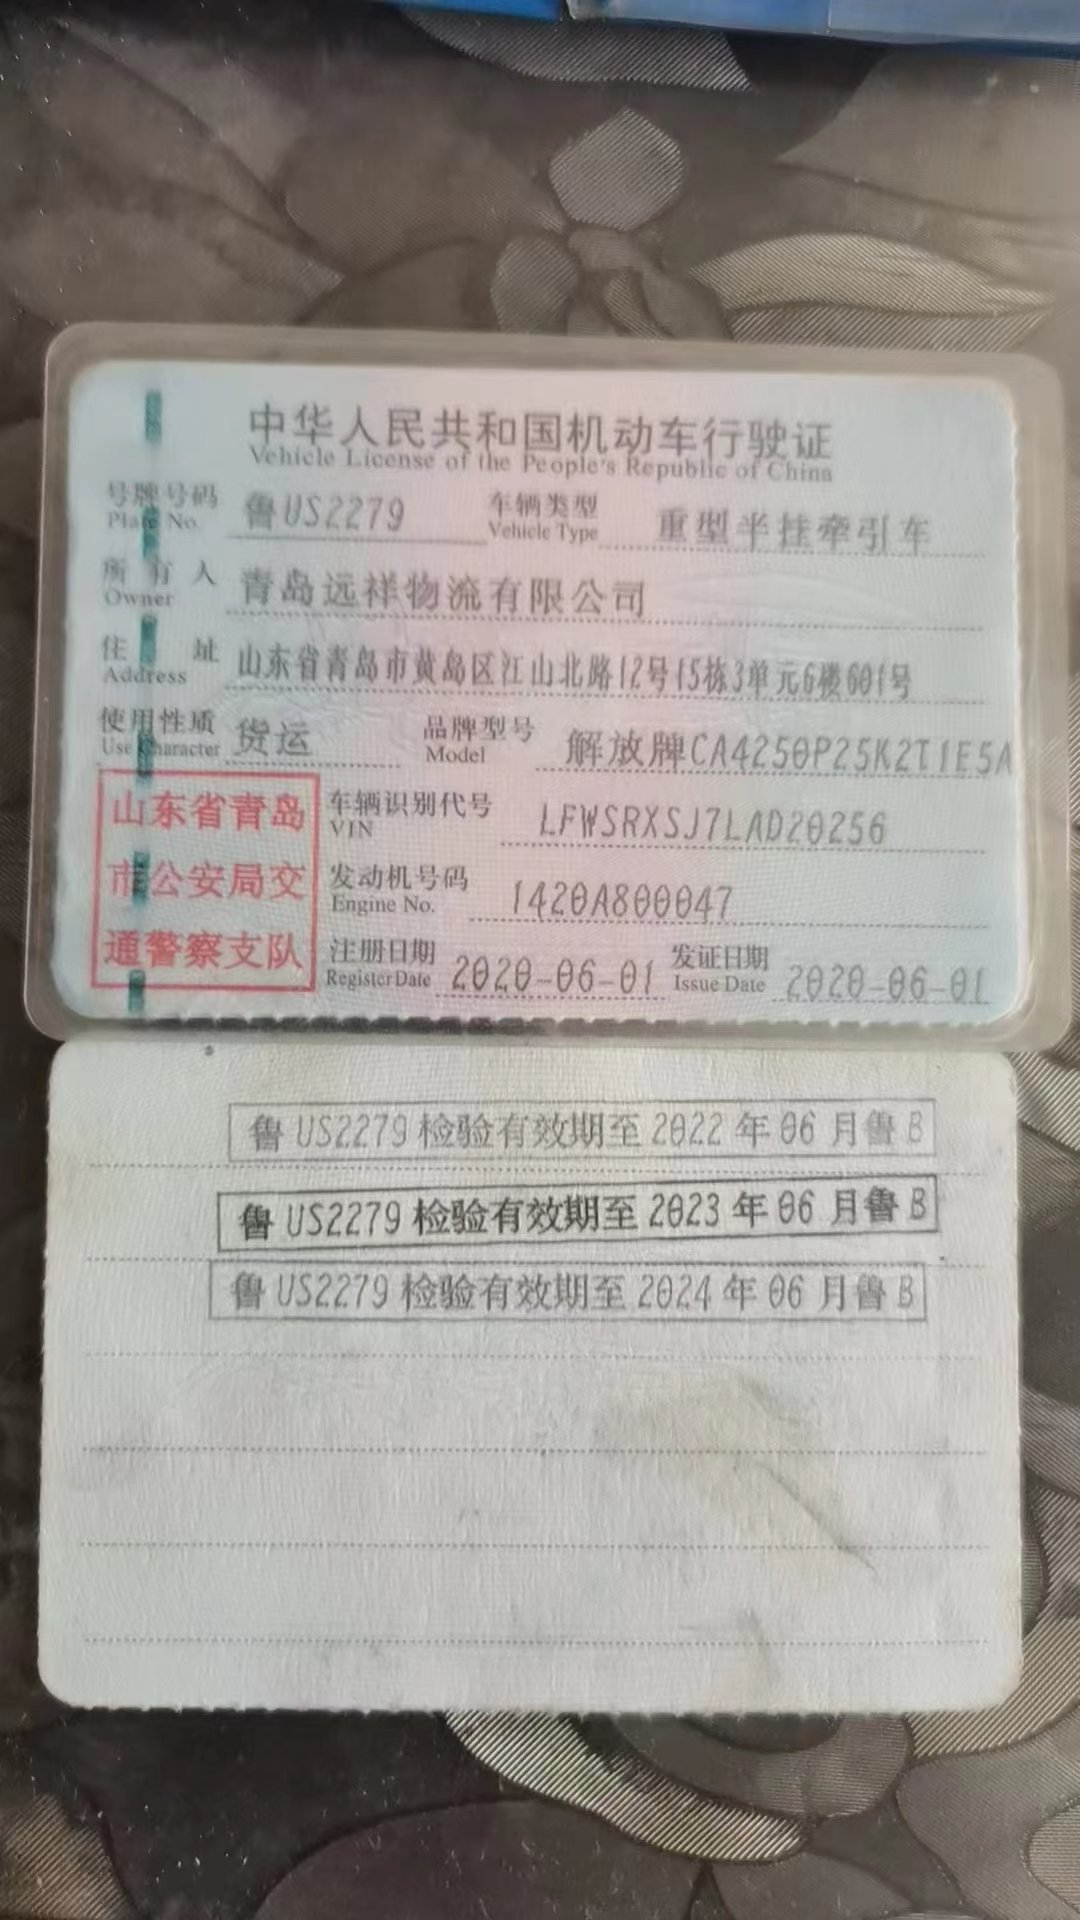 中华人民共和国机动车行驶证
Vehicle License of the People's Republic of China
号牌号码 鲁US2279 车辆类型 重型半挂牵引车
Plate No. Vehicle Type
所有人 青岛远祥物流有限公司
Owner
住址 山东省青岛市黄岛区江山北路12号15栋3单元6楼601号
Address
使用性质 货运 品牌型号 解放牌CA4250P25K2T1E5A
Use Character Model
山东省青岛
市公安局交
通警察支队
车辆识别代号 LFWSRXSJ7LAD20256
VIN
发动机号码 1420A800047
Engine No.
注册日期 2020-06-01 发证日期 2020-06-01
Register Date Issue Date
鲁US2279检验有效期至2022年06月鲁B
鲁US2279检验有效期至2023年06月鲁B
鲁US2279检验有效期至2024年06月鲁B